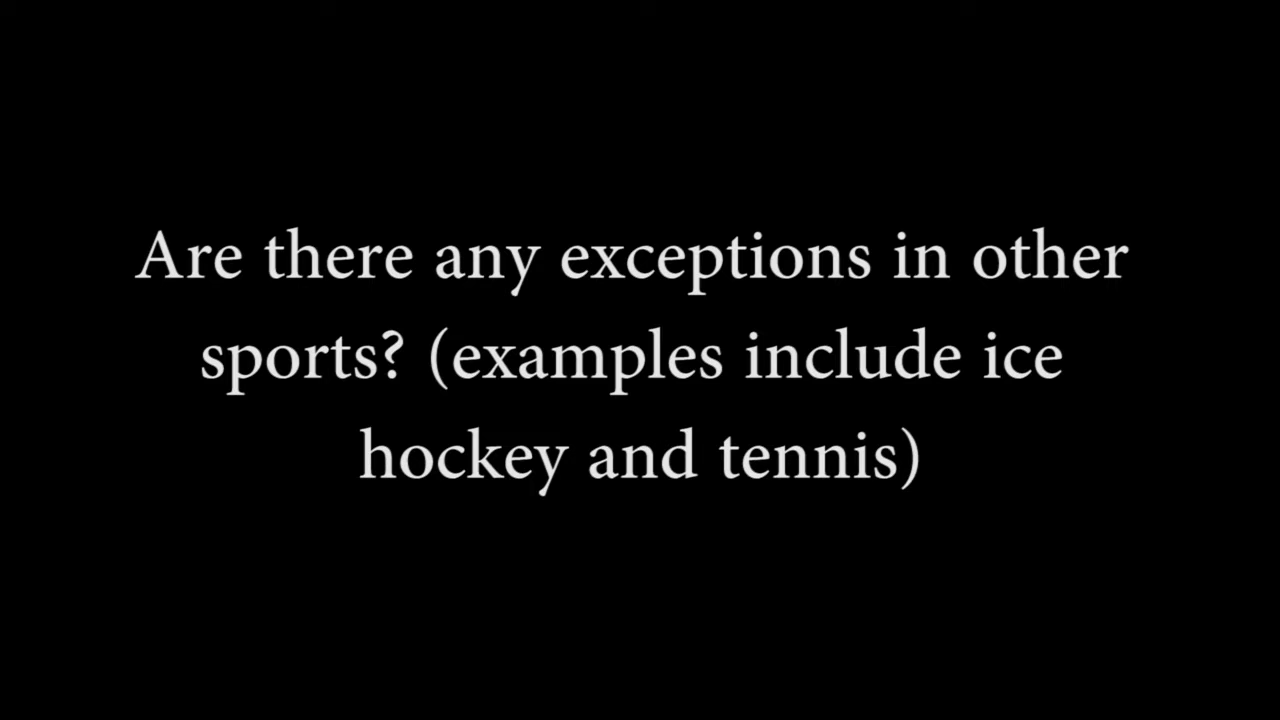 Are there any exceptions in other
sports? (examples include ice
hockey and tennis)